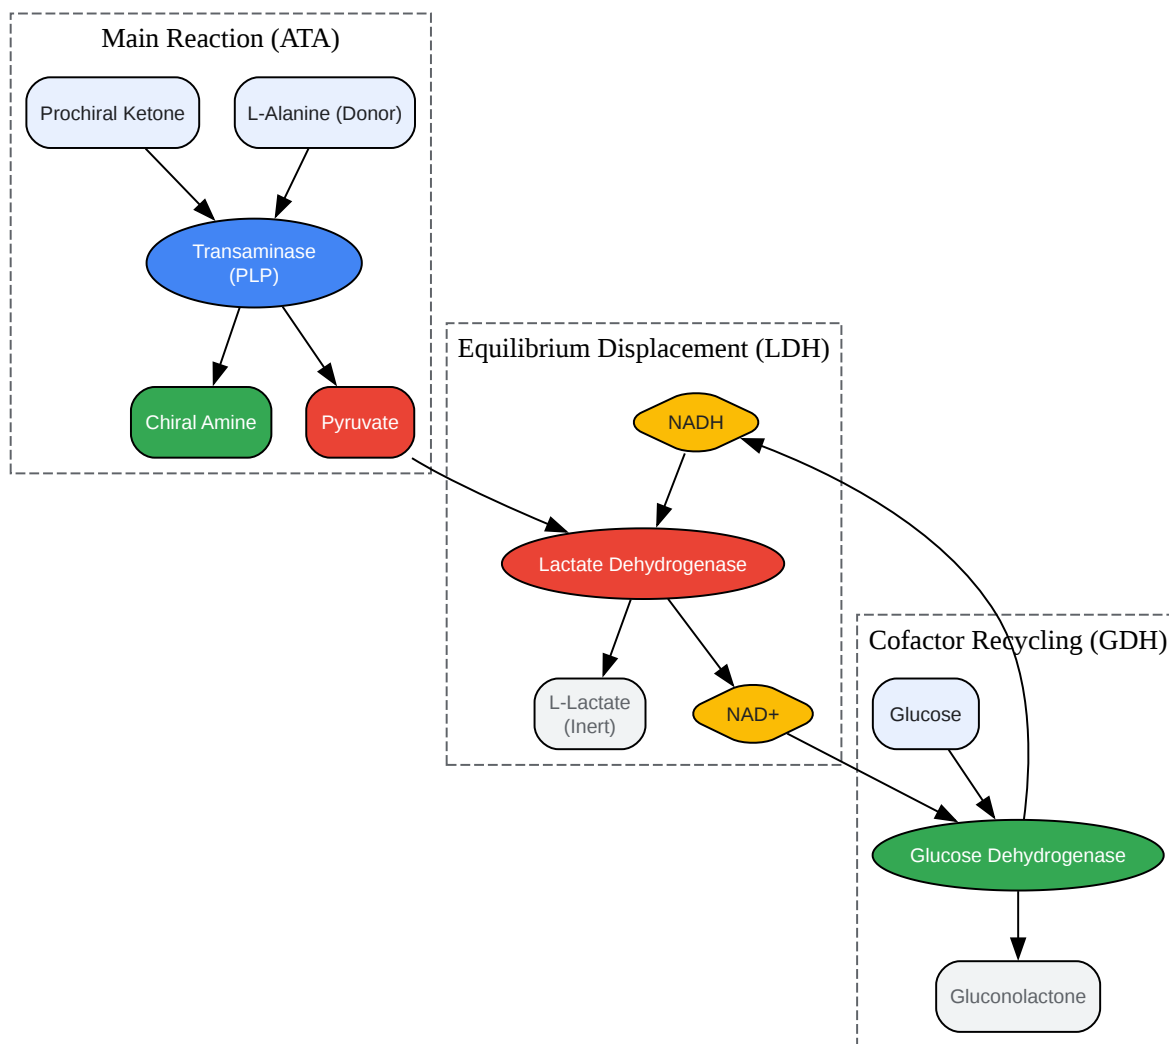 Main Reaction (ATA)
Prochiral Ketone
L-Alanine (Donor)
Transaminase
(PLP)
Chiral Amine
Pyruvate
Equilibrium Displacement (LDH)
NADH
Lactate Dehydrogenase
L-Lactate
(Inert)
NAD+
Cofactor Recycling (GDH)
Glucose
Glucose Dehydrogenase
Gluconolactone